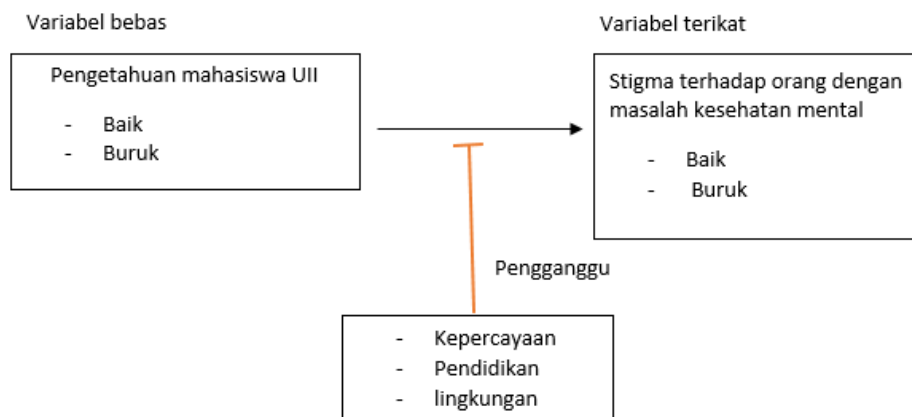 Variabel bebas
Variabel terikat
Pengetahuan mahasiswa UII
- Baik
- Buruk
Stigma terhadap orang dengan
masalah kesehatan mental
- Baik
- Buruk
Pengganggu
- Kepercayaan
- Pendidikan
- lingkungan